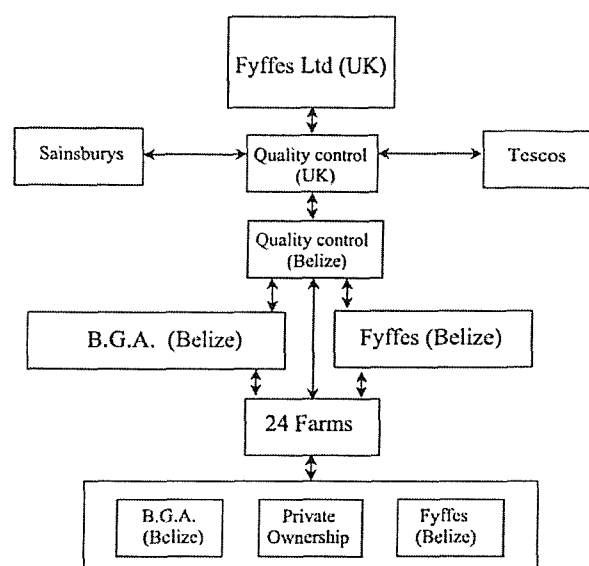 Fyffes Ltd (UK)
Sainsburys
Quality control
(UK)
Tescos
Quality control
(Belize)
B.G.A. (Belize)
Fyffes (Belize)
24 Farms
B.G.A.
(Belize)
Private
Ownership
Fyffes
(Belize)